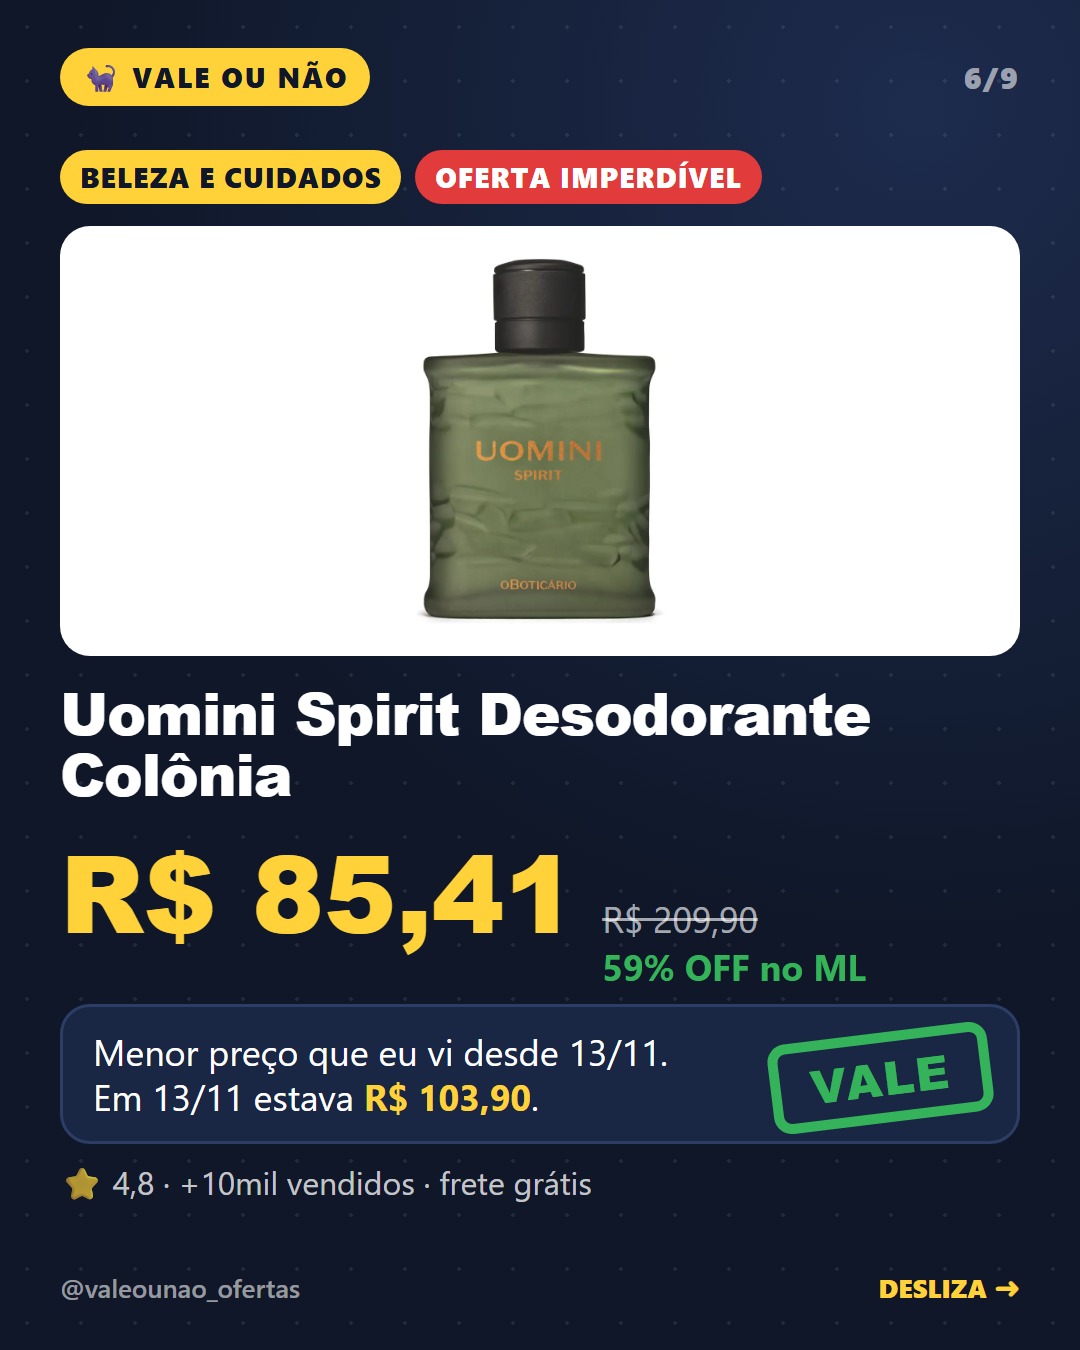 VALE OU NÃO
6/9
BELEZA E CUIDADOS
OFERTA IMPERDÍVEL
UOMINI
SPIRIT
oBOTICÁRIO
Uomini Spirit Desodorante
Colônia
R$ 85,41
R$ 209,90
59% OFF no ML
Menor preço que eu vi desde 13/11.
Em 13/11 estava R$ 103,90.
VALE
4,8 · +10mil vendidos · frete grátis
@valeounao_ofertas
DESLIZA →